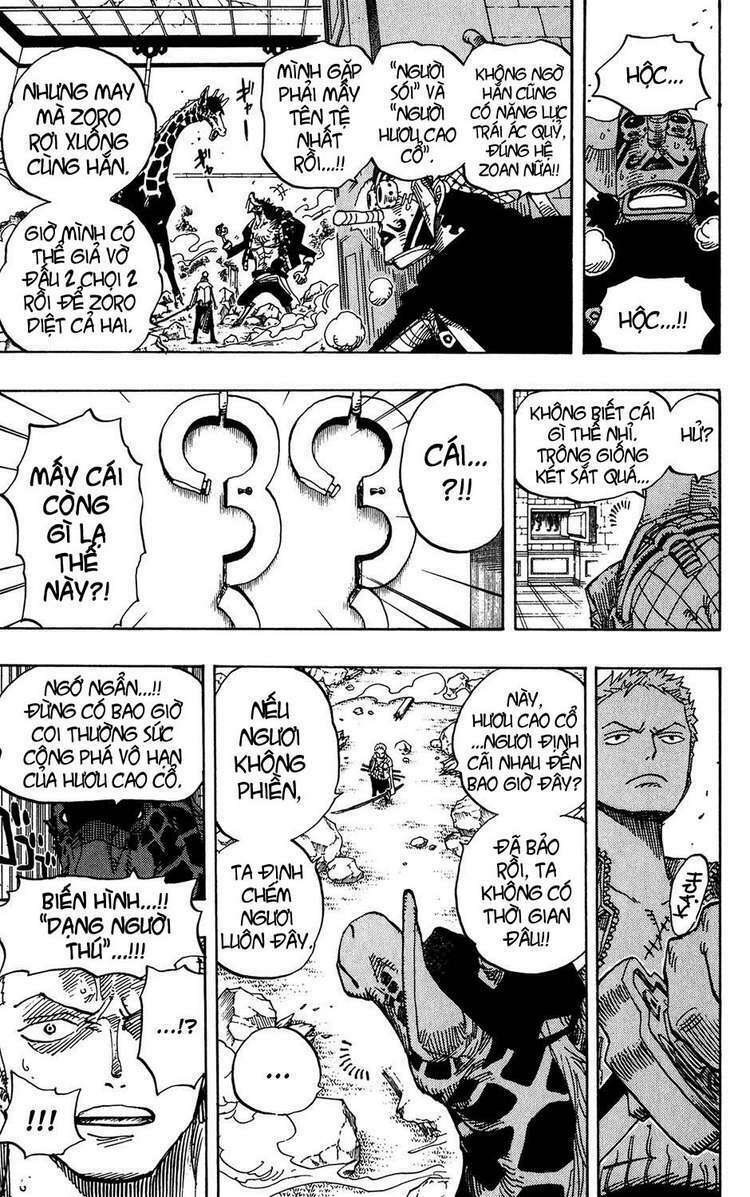 HỘC...
HỘC...!!
KHÔNG NGỜ
HẮN CŨNG
CÓ NĂNG LỰC
TRÁI ÁC QUỶ,
ĐÚNG HỆ
ZOAN NỮA!!
"NGƯỜI
SÓI" VÀ
"NGƯỜI
HƯƠU CAO
CỔ".
MÌNH GẶP
PHẢI MẤY
TÊN TỆ
NHẤT
RỒI...!!
NHƯNG MAY
MÀ ZORO
RƠI XUỐNG
CÙNG HẮN.
GIỜ MÌNH CÓ
THỂ GIẢ VỜ
ĐẤU 2 CHỌI 2
RỒI ĐỂ ZORO
DIỆT CẢ HAI.
HỬ?
KHÔNG BIẾT CÁI
GÌ THẾ NHỈ.
TRÔNG GIỐNG
KÉT SẮT QUÁ...
CÁI...
?!!
MẤY CÁI
CÒNG
GÌ LẠ
THẾ
NÀY?!
KẠCH
NÀY,
HƯƠU CAO CỔ
...NGƯƠI ĐỊNH
CÃI NHAU ĐẾN
BAO GIỜ ĐÂY?
ĐÃ BẢO
RỒI, TA
KHÔNG CÓ
THỜI GIAN
ĐÂU!!
NẾU
NGƯƠI
KHÔNG
PHIỀN,
TA ĐỊNH
CHÉM
NGƯƠI
LUÔN ĐÂY.
...
NGỚ NGẨN...!!
ĐỪNG CÓ BAO GIỜ
COI THƯỜNG SỨC
CÔNG PHÁ VÔ HẠN
CỦA HƯƠU CAO CỔ.
BIẾN HÌNH...!!
"DẠNG NGƯỜI
THÚ"...!!!
...!?
!!!